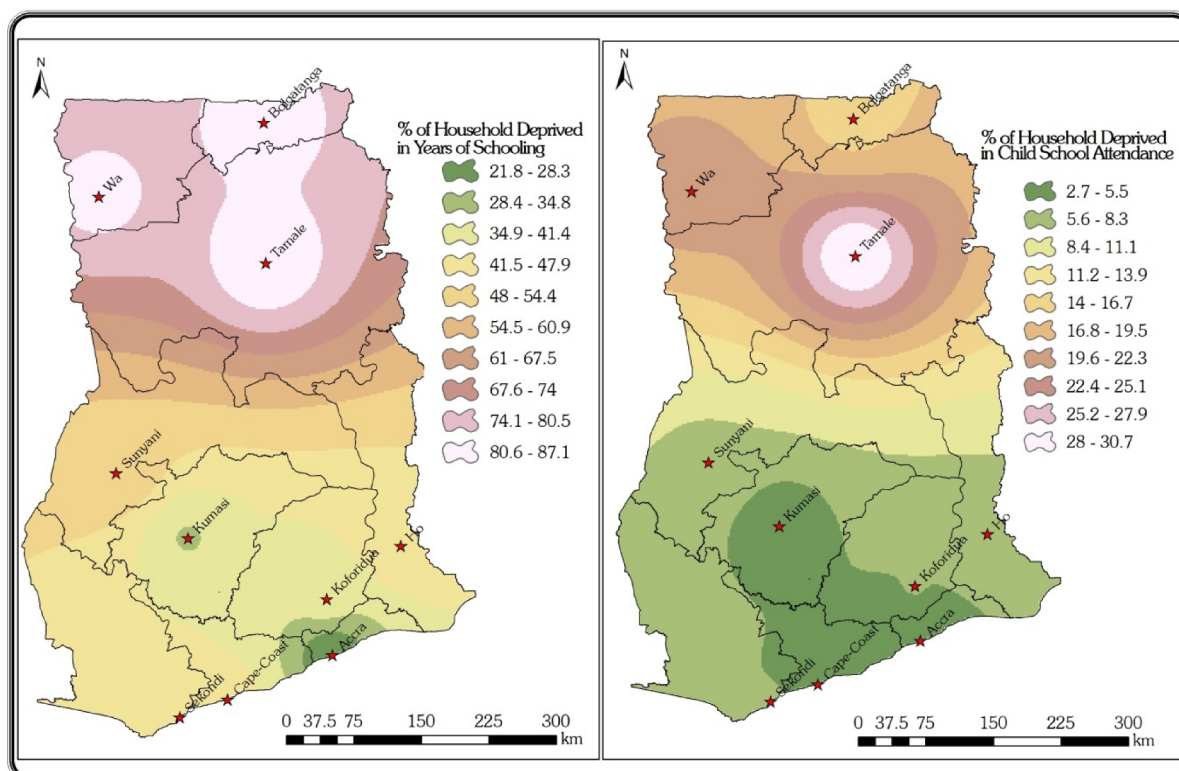 N
Bolgatanga
Wa
Tamale
Sunyani
Kumasi
Ho
Koforidua
Accra
Cape-Coast
Sekondi
% of Household Deprived
in Years of Schooling
21.8 - 28.3
28.4 - 34.8
34.9 - 41.4
41.5 - 47.9
48 - 54.4
54.5 - 60.9
61 - 67.5
67.6 - 74
74.1 - 80.5
80.6 - 87.1
0 37.5 75 150 225 300
km
N
Bolgatanga
Wa
Tamale
Sunyani
Kumasi
Ho
Koforidua
Accra
Cape-Coast
Sekondi
% of Household Deprived
in Child School Attendance
2.7 - 5.5
5.6 - 8.3
8.4 - 11.1
11.2 - 13.9
14 - 16.7
16.8 - 19.5
19.6 - 22.3
22.4 - 25.1
25.2 - 27.9
28 - 30.7
0 37.5 75 150 225 300
km